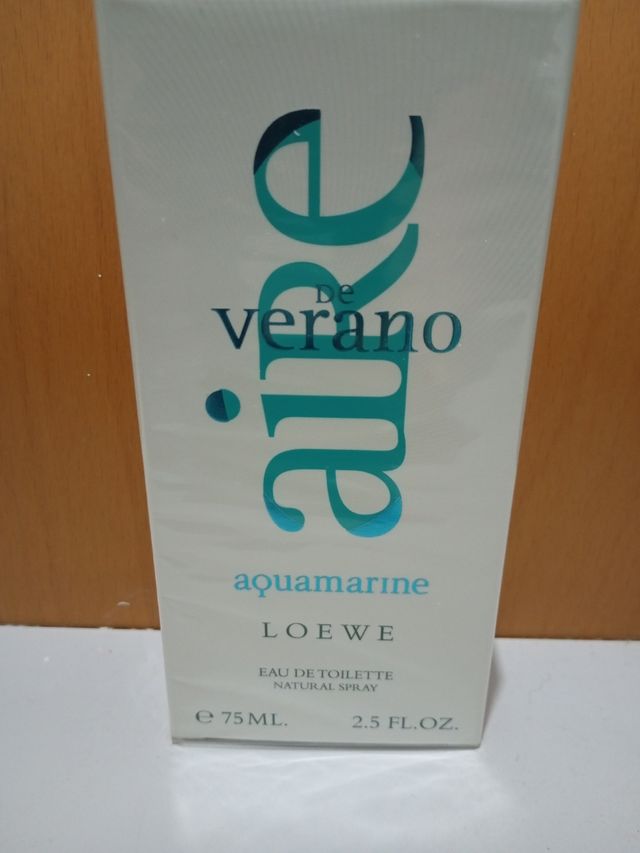 aire
De
verano
aquamarine
LOEWE
EAU DE TOILETTE
NATURAL SPRAY
e 75 ML. 2.5 FL.OZ.